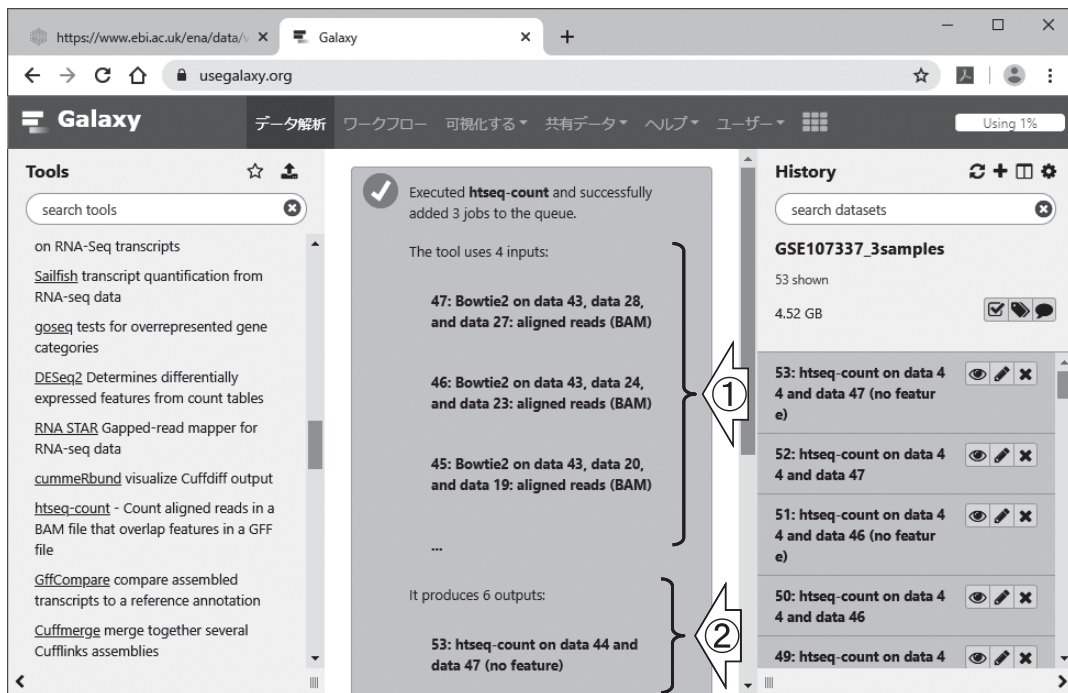 https://www.ebi.ac.uk/ena/data/v
Galaxy
usegalaxy.org
Galaxy
データ解析 ワークフロー 可視化する 共有データ ヘルプ ユーザー
Using 1%
Tools
search tools
on RNA-Seq transcripts
Sailfish transcript quantification from
RNA-seq data
goseq tests for overrepresented gene
categories
DESeq2 Determines differentially
expressed features from count tables
RNA STAR Gapped-read mapper for
RNA-seq data
cummeRbund visualize Cuffdiff output
htseq-count - Count aligned reads in a
BAM file that overlap features in a GFF
file
GffCompare compare assembled
transcripts to a reference annotation
Cuffmerge merge together several
Cufflinks assemblies
Executed htseq-count and successfully
added 3 jobs to the queue.
The tool uses 4 inputs:
47: Bowtie2 on data 43, data 28,
and data 27: aligned reads (BAM)
46: Bowtie2 on data 43, data 24,
and data 23: aligned reads (BAM)
45: Bowtie2 on data 43, data 20,
and data 19: aligned reads (BAM)
...
①
It produces 6 outputs:
53: htseq-count on data 44 and
data 47 (no feature)
②
History
search datasets
GSE107337_3samples
53 shown
4.52 GB
53: htseq-count on data 4
4 and data 47 (no featur
e)
52: htseq-count on data 4
4 and data 47
51: htseq-count on data 4
4 and data 46 (no featur
e)
50: htseq-count on data 4
4 and data 46
49: htseq-count on data 4